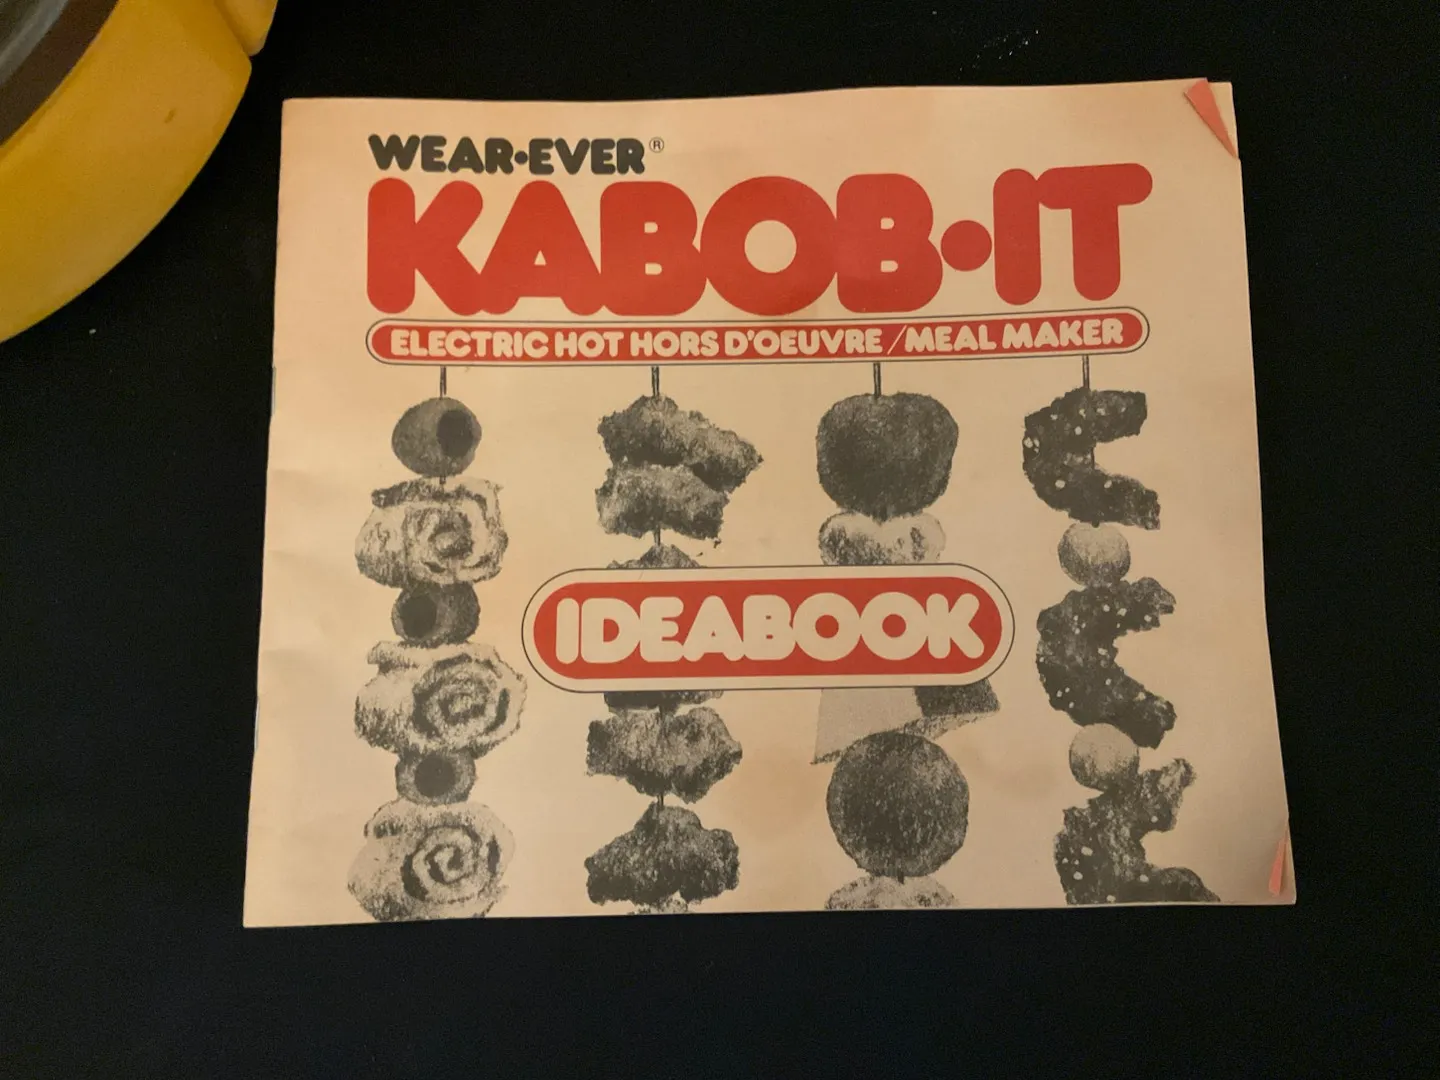 WEAR•EVER®
KABOB•IT
ELECTRIC HOT HORS D'OEUVRE/MEAL MAKER
IDEABOOK